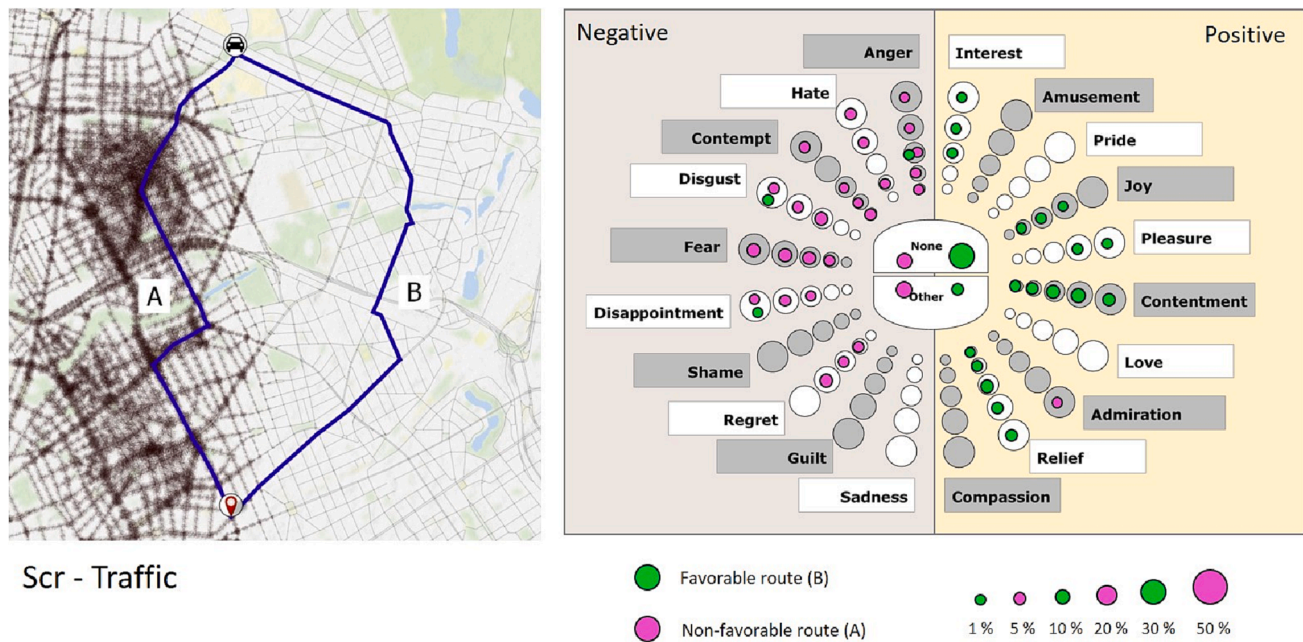 A
B
Scr - Traffic
Negative
Positive
Anger
Interest
Hate
Amusement
Contempt
Pride
Disgust
Joy
Fear
None
Pleasure
Other
Disappointment
Contentment
Shame
Love
Regret
Admiration
Guilt
Relief
Sadness
Compassion
Favorable route (B)
Non-favorable route (A)
1 % 5 % 10 % 20 % 30 % 50 %